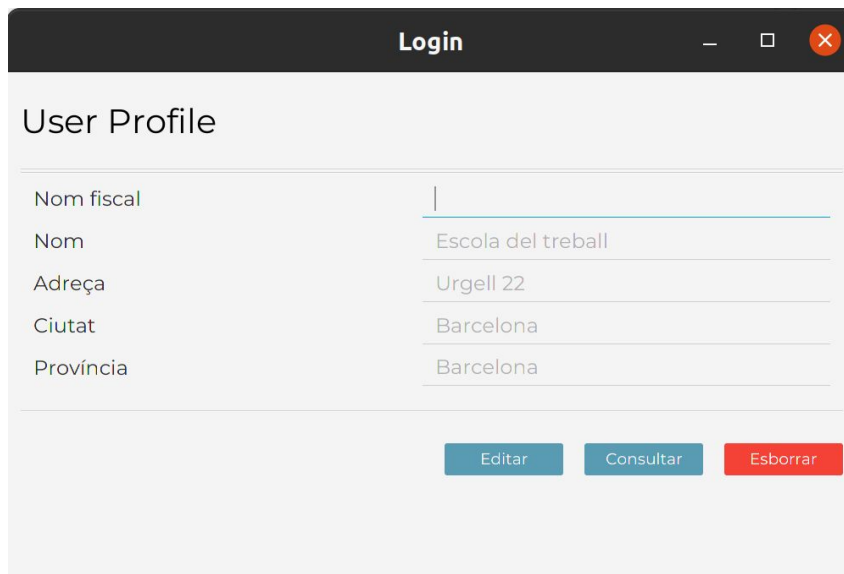 Login
User Profile
Nom fiscal
Nom Escola del treball
Adreça Urgell 22
Ciutat Barcelona
Província Barcelona
Editar Consultar Esborrar